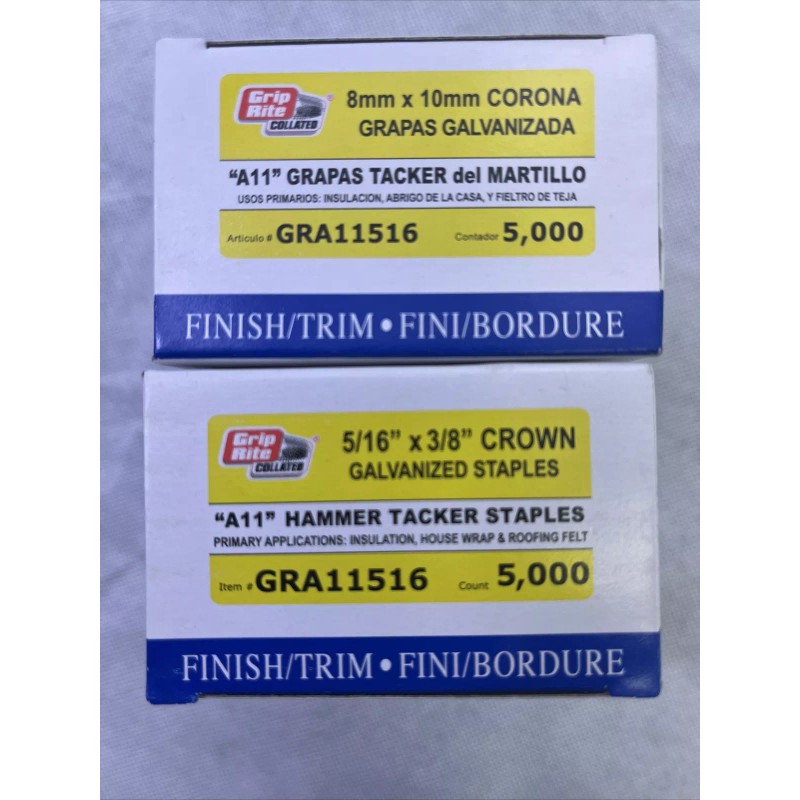 Grip
Rite
COLLATED
®
8mm x 10mm CORONA
GRAPAS GALVANIZADA
“A11” GRAPAS TACKER del MARTILLO
USOS PRIMARIOS: INSULACION, ABRIGO DE LA CASA, Y FIELTRO DE TEJA
Articulo # GRA11516 Contador 5,000
FINISH/TRIM • FINI/BORDURE
Grip
Rite
COLLATED
®
5/16” x 3/8” CROWN
GALVANIZED STAPLES
“A11” HAMMER TACKER STAPLES
PRIMARY APPLICATIONS: INSULATION, HOUSE WRAP & ROOFING FELT
Item # GRA11516 Count 5,000
FINISH/TRIM • FINI/BORDURE